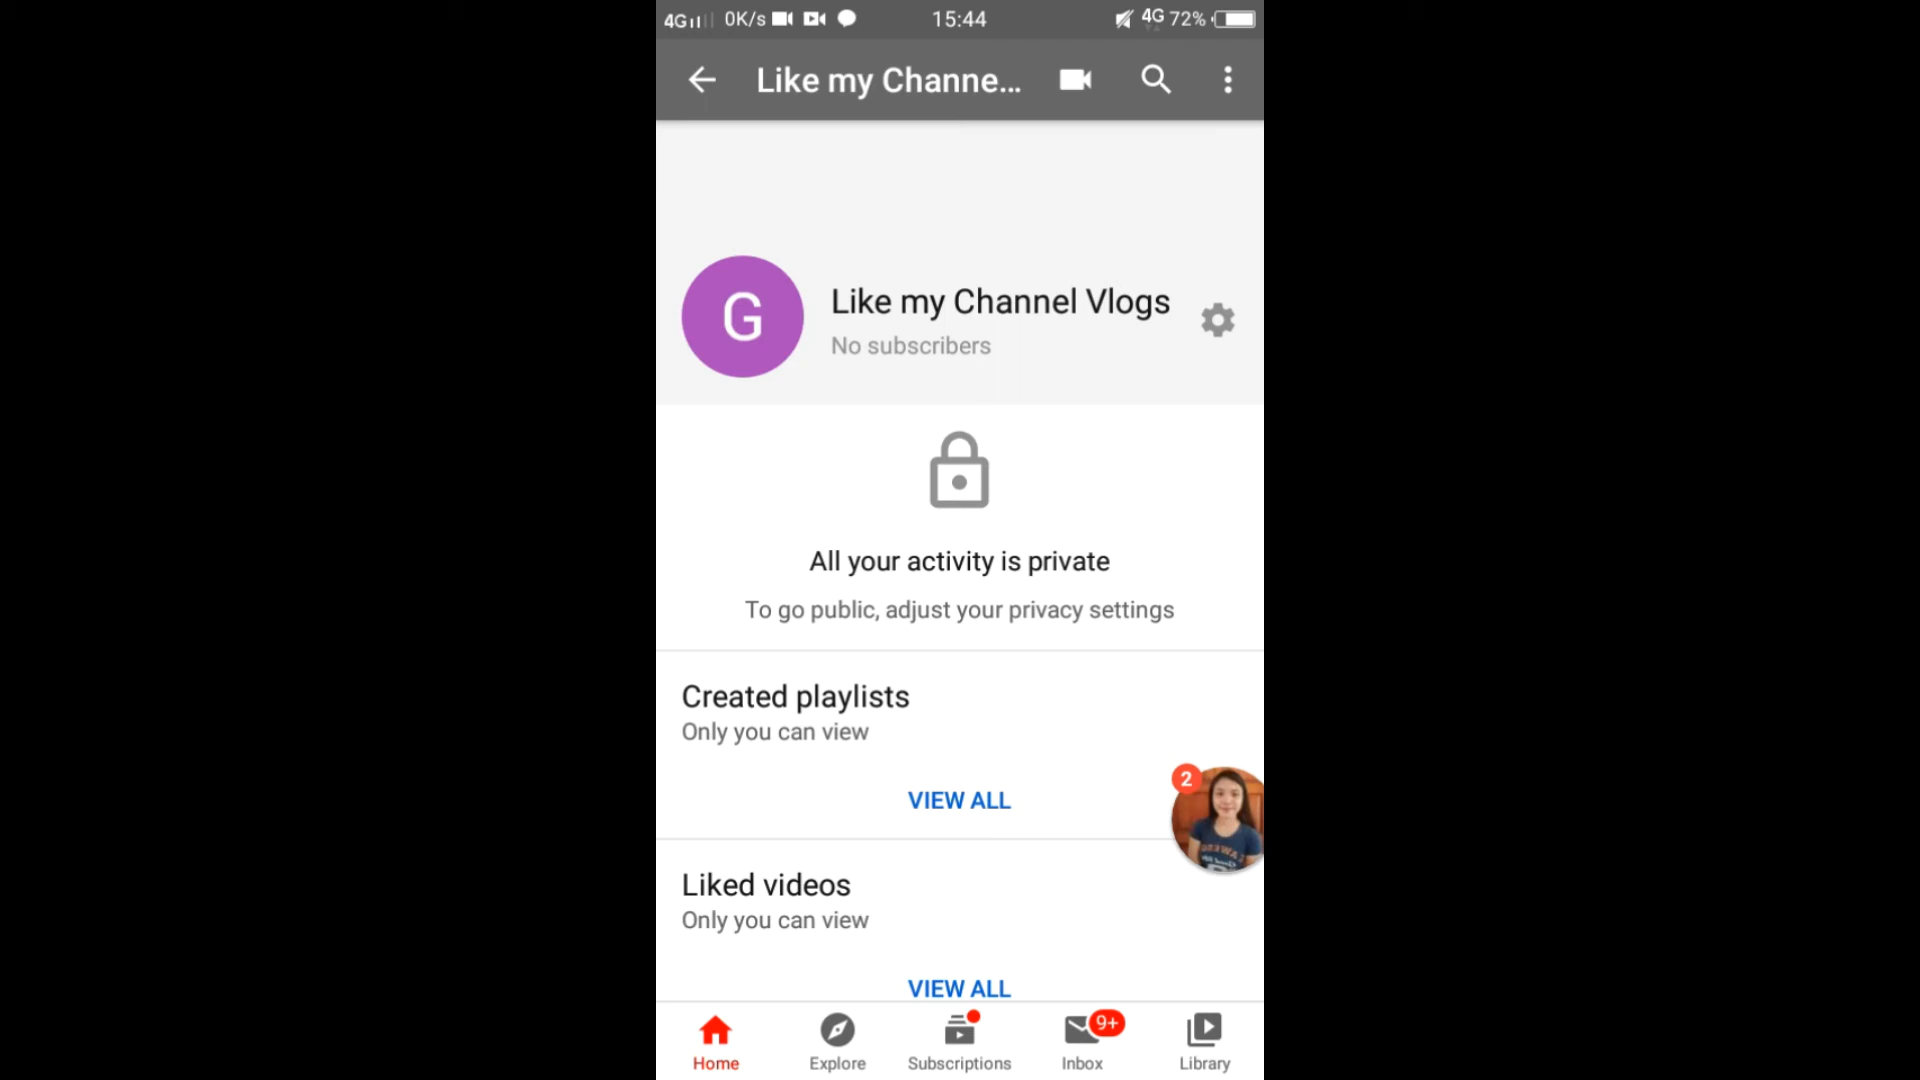 4G 0K/s 15:44 4G 72%
Like my Channe...
G
Like my Channel Vlogs
No subscribers
All your activity is private
To go public, adjust your privacy settings
Created playlists
Only you can view
VIEW ALL
2
Liked videos
Only you can view
VIEW ALL
9+
Home Explore Subscriptions Inbox Library